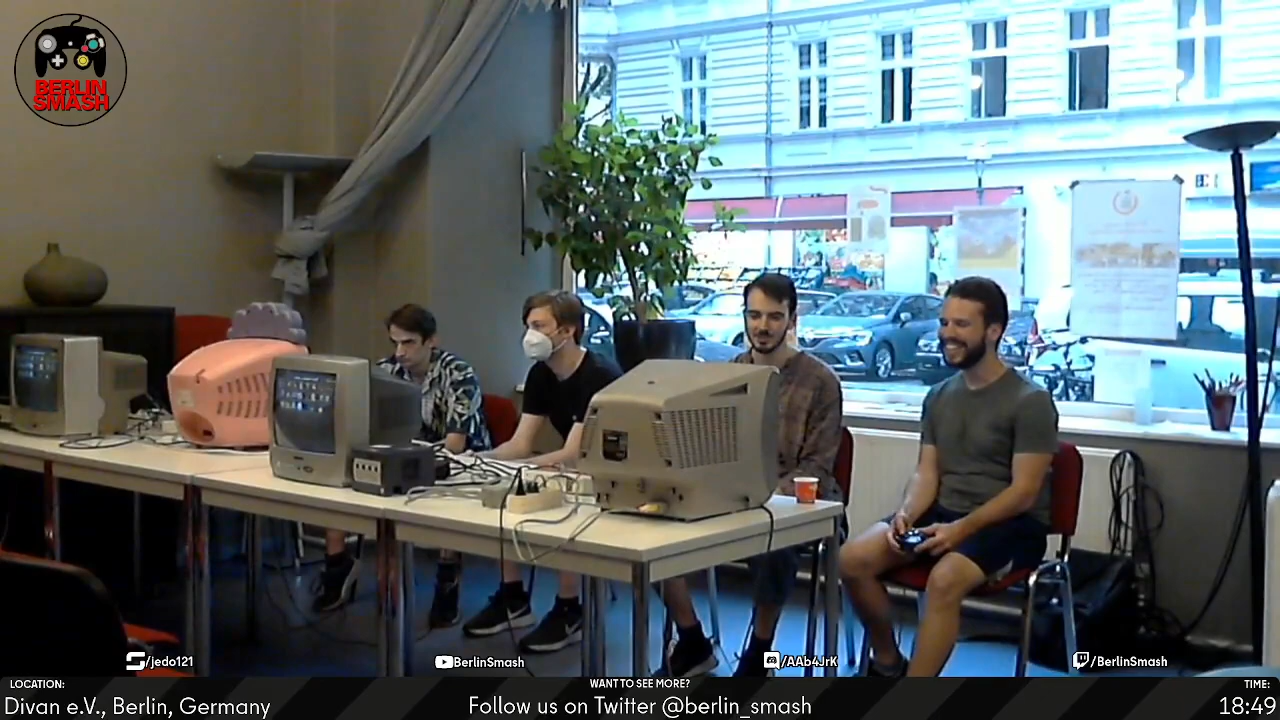 BERLIN
SMASH
/jedo121
BerlinSmash
/AAb4JrK
/BerlinSmash
LOCATION:
WANT TO SEE MORE?
TIME:
Divan e.V., Berlin, Germany
Follow us on Twitter @berlin_smash
18:49